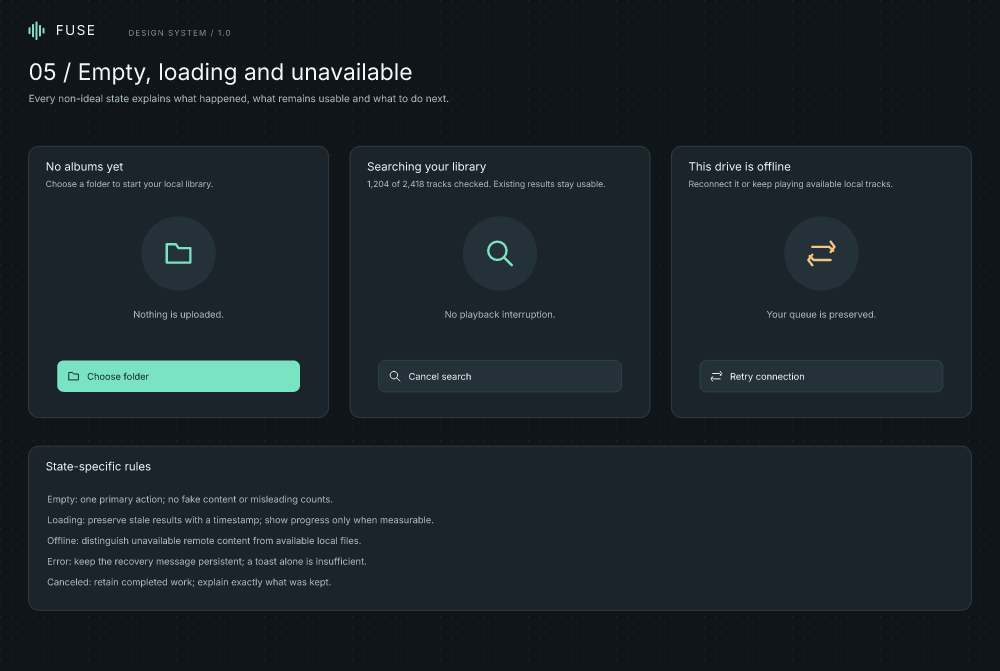 FUSE
DESIGN SYSTEM / 1.0
05 / Empty, loading and unavailable
Every non-ideal state explains what happened, what remains usable and what to do next.
No albums yet
Choose a folder to start your local library.
Nothing is uploaded.
Choose folder
Searching your library
1,204 of 2,418 tracks checked. Existing results stay usable.
No playback interruption.
Cancel search
This drive is offline
Reconnect it or keep playing available local tracks.
Your queue is preserved.
Retry connection
State-specific rules
Empty: one primary action; no fake content or misleading counts.
Loading: preserve stale results with a timestamp; show progress only when measurable.
Offline: distinguish unavailable remote content from available local files.
Error: keep the recovery message persistent; a toast alone is insufficient.
Canceled: retain completed work; explain exactly what was kept.